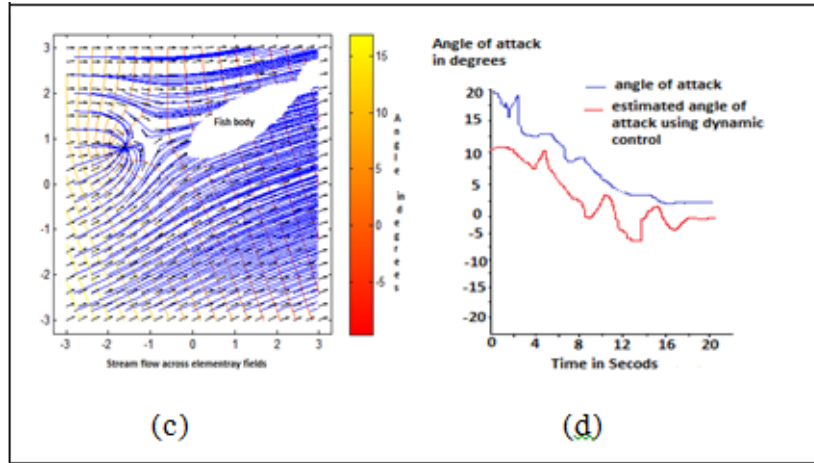 3
2
1
0
-1
-2
-3
-3 -2 -1 0 1 2 3
Fish body
Stream flow across elementray fields
15
10
5
0
-5
Angle in degrees
(c)
Angle of attack
in degrees
angle of attack
estimated angle of
attack using dynamic
control
20
15
10
5
0
-5
-10
-15
-20
0 4 8 12 16 20
Time in Secods
(d)